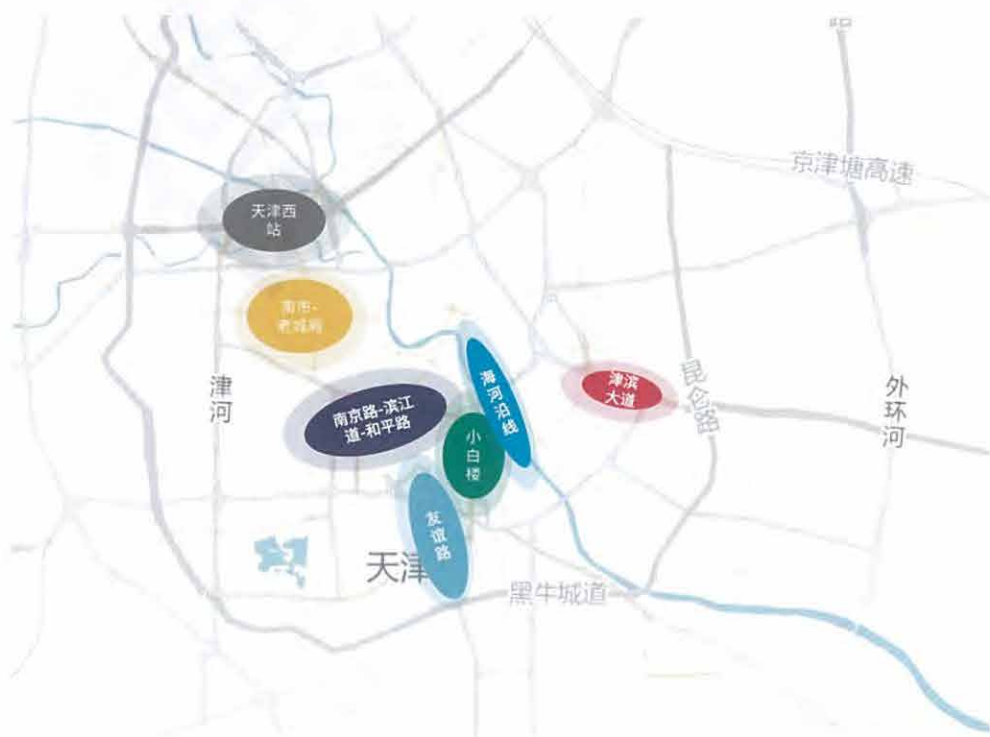 京津塘高速
天津西
站
南市-
老城厢
津
河
南京路-滨江
道-和平路
海河沿线
小
白
楼
津滨
大道
昆仑路
外
环
河
友谊路
天津
黑牛城道